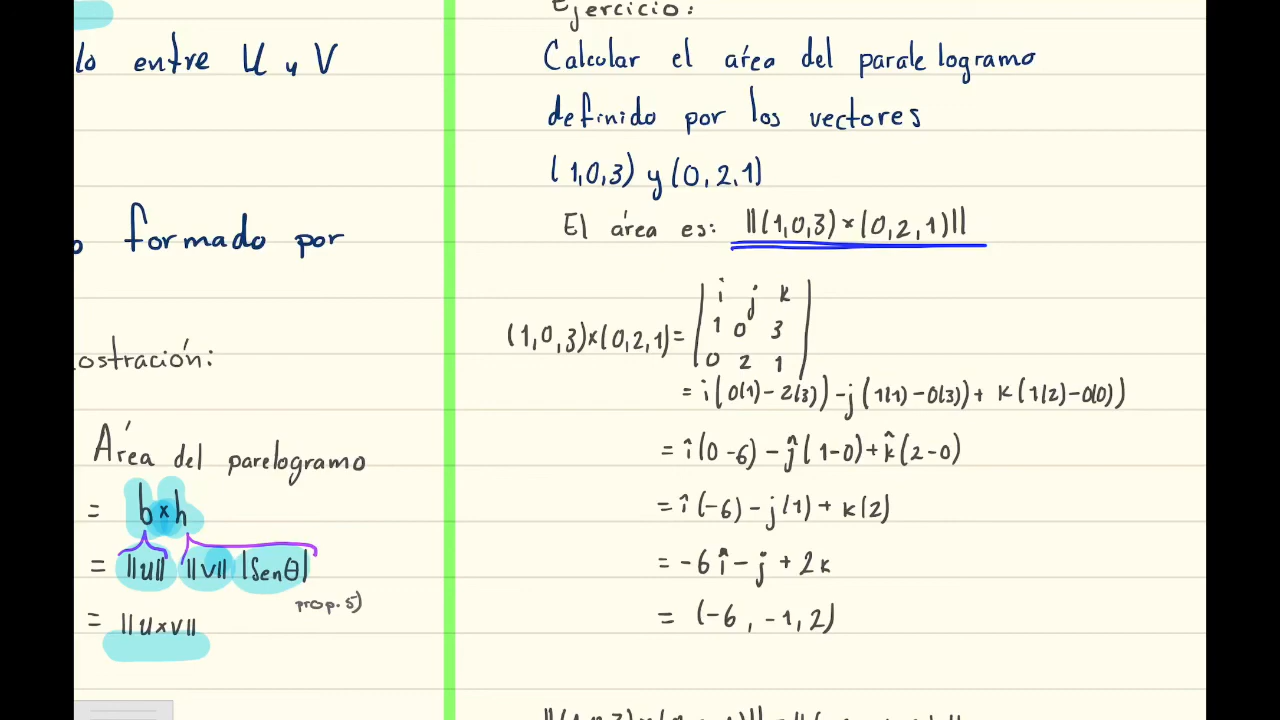 lo entre U y V
formado por
ostración:
Área del parelogramo
= b×h
= ||u|| ||v|| |Senθ|
prop. 5)
= ||u×v||
Ejercicio:
Calcular el área del parale logramo
definido por los vectores
(1,0,3) y (0,2,1)
El área es: ||(1,0,3)×(0,2,1)||
i j k
(1,0,3)×(0,2,1)= | 1 0 3 |
0 2 1
= i(0(1)-2(3)) -j(1(1)-0(3)) + k(1(2)-0(0))
= î(0-6) - ĵ(1-0) + k̂(2-0)
= î(-6) - j(1) + k(2)
= -6î - j + 2k
= (-6, -1, 2)